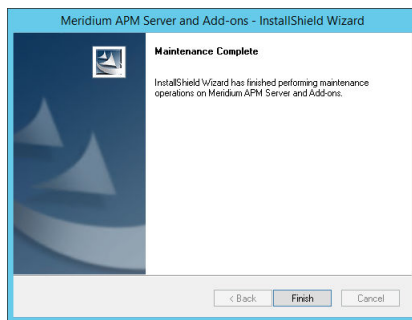 Meridium APM Server and Add-ons - InstallShield Wizard
Maintenance Complete
InstallShield Wizard has finished performing maintenance
operations on Meridium APM Server and Add-ons.
< Back Finish Cancel